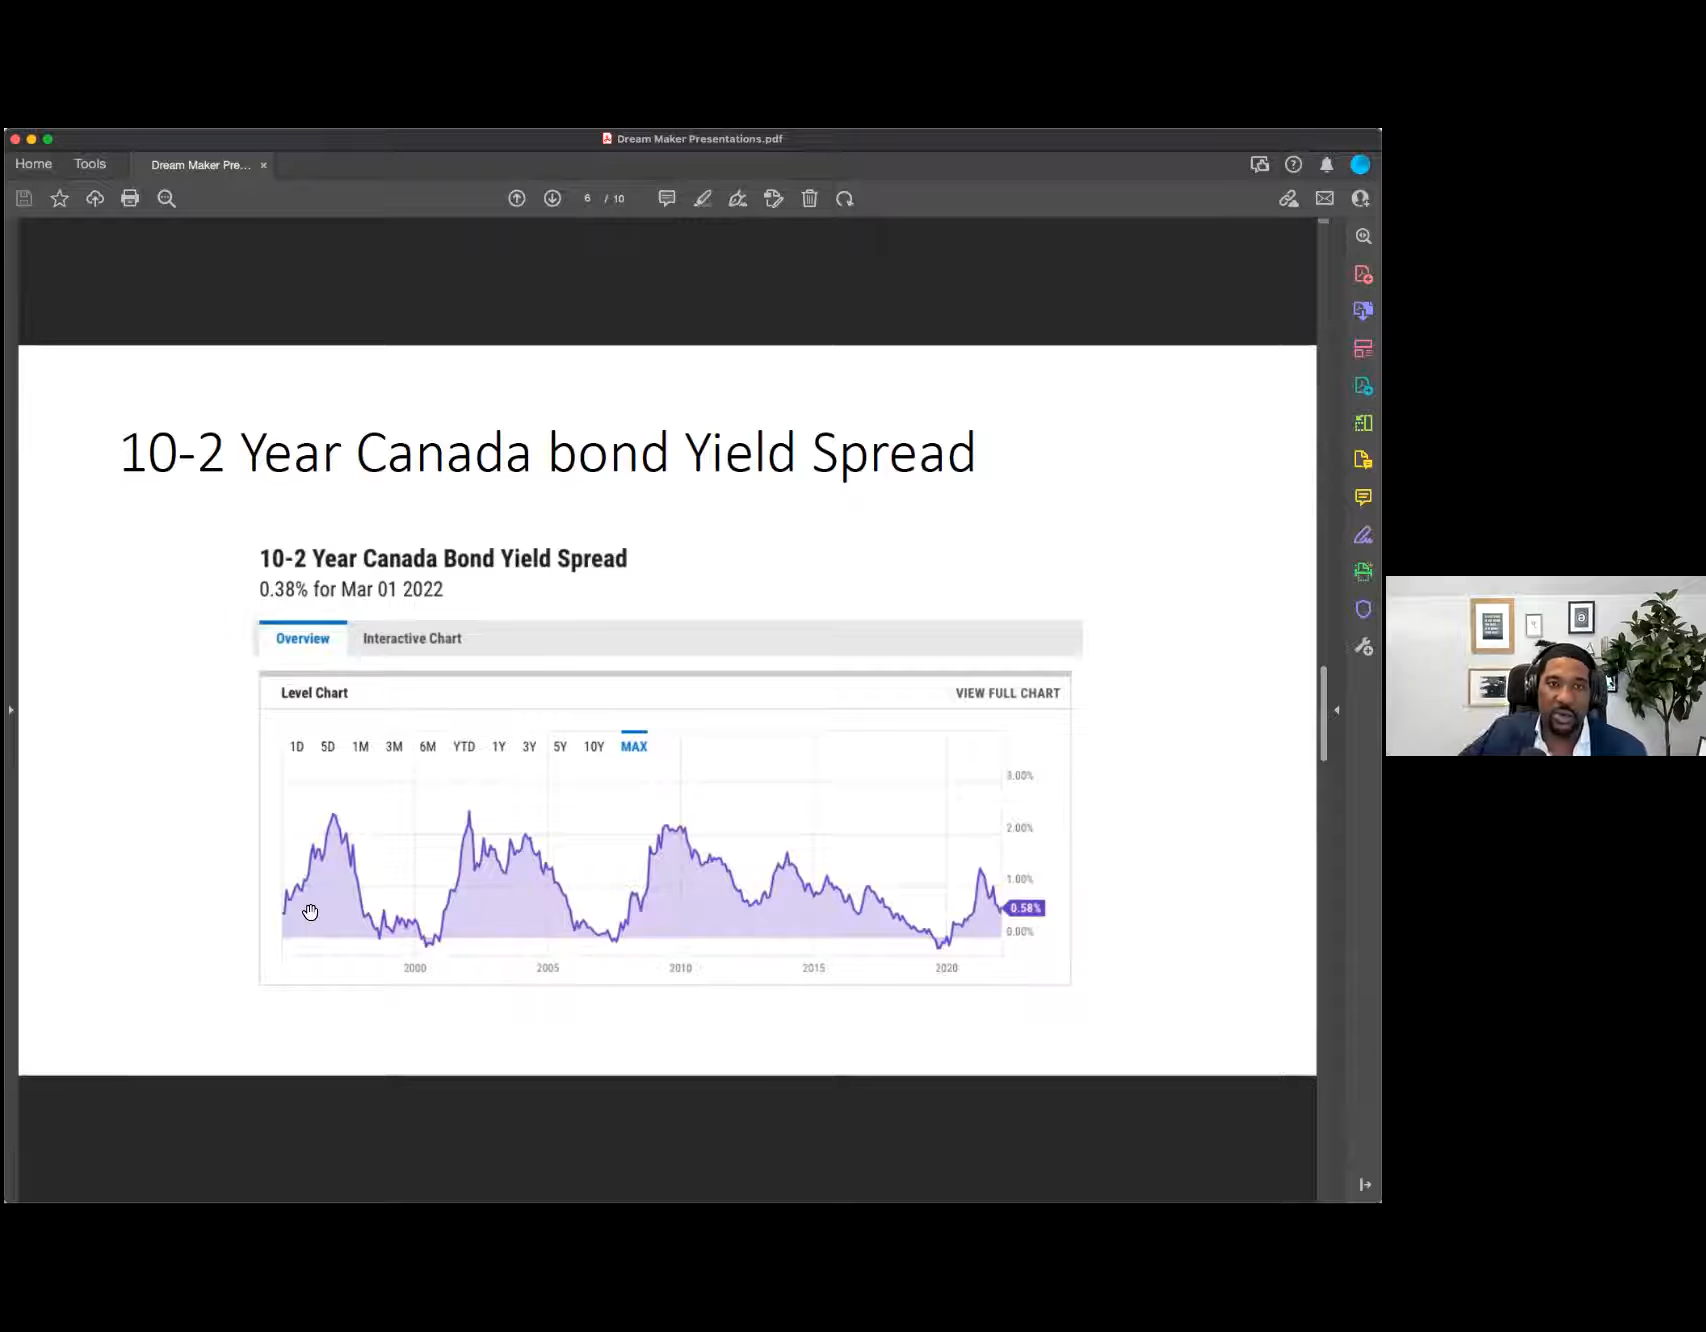 Dream Maker Presentations.pdf
Home Tools Dream Maker Pre... ×
6 / 10
10-2 Year Canada bond Yield Spread
10-2 Year Canada Bond Yield Spread
0.38% for Mar 01 2022
Overview Interactive Chart
Level Chart VIEW FULL CHART
1D 5D 1M 3M 6M YTD 1Y 3Y 5Y 10Y MAX
3.00%
2.00%
1.00%
0.58%
0.00%
2000 2005 2010 2015 2020